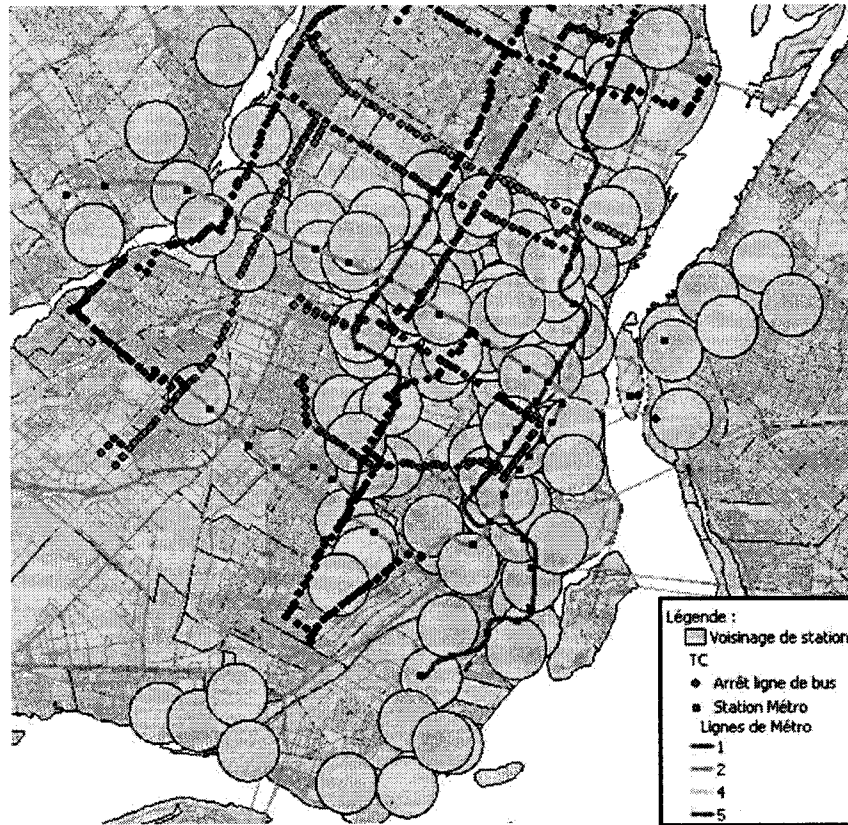 Légende :
Voisinage de station
TC
Arrêt ligne de bus
Station Métro
Lignes de Métro
1
2
4
5